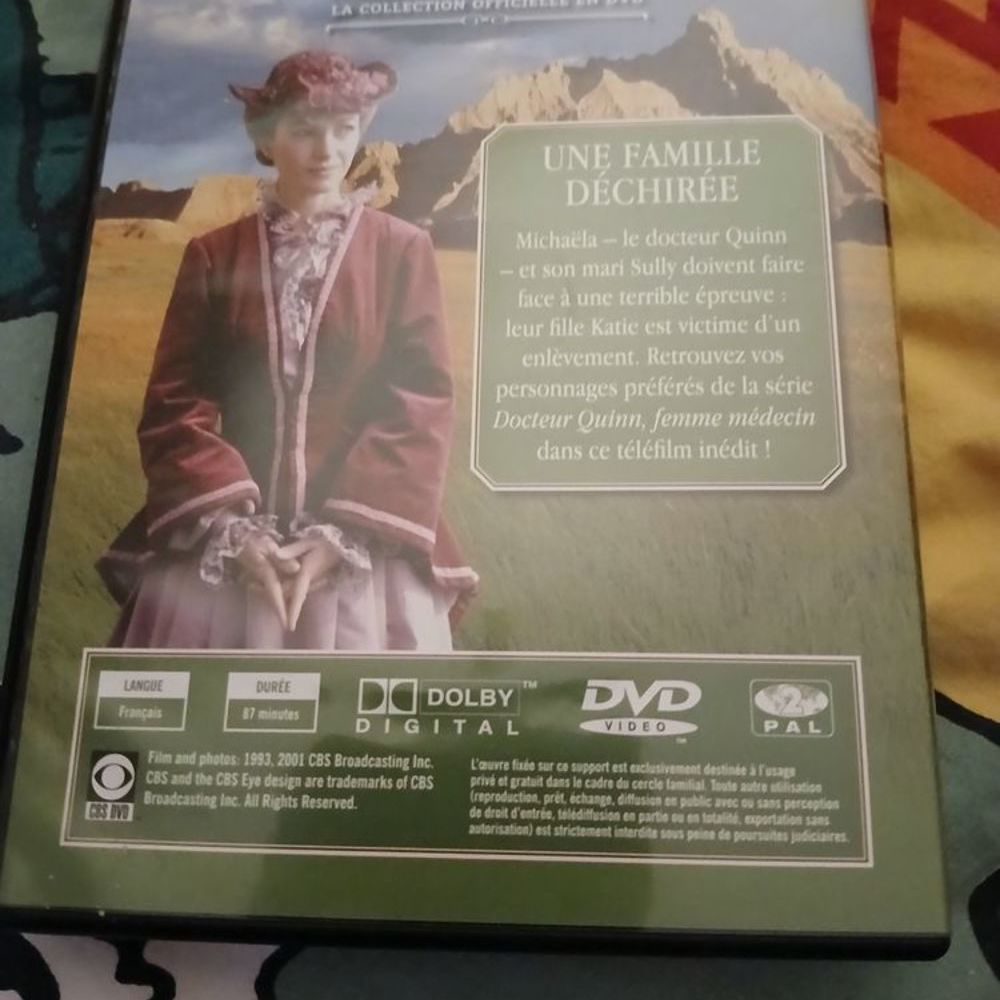 LA COLLECTION OFFICIELLE EN DVD
UNE FAMILLE
DÉCHIRÉE
Michaëla – le docteur Quinn
– et son mari Sully doivent faire
face à une terrible épreuve :
leur fille Katie est victime d'un
enlèvement. Retrouvez vos
personnages préférés de la série
Docteur Quinn, femme médecin
dans ce téléfilm inédit !
LANGUE
Français
DURÉE
87 minutes
DOLBY™
DIGITAL
DVD
VIDEO™
2
PAL
CBS DVD
Film and photos: 1993, 2001 CBS Broadcasting Inc.
CBS and the CBS Eye design are trademarks of CBS
Broadcasting Inc. All Rights Reserved.
L'œuvre fixée sur ce support est exclusivement destinée à l'usage
privé et gratuit dans le cadre du cercle familial. Toute autre utilisation
(reproduction, prêt, échange, diffusion en public avec ou sans perception
de droit d'entrée, télédiffusion en partie ou en totalité, exportation sans
autorisation) est strictement interdite sous peine de poursuites judiciaires.